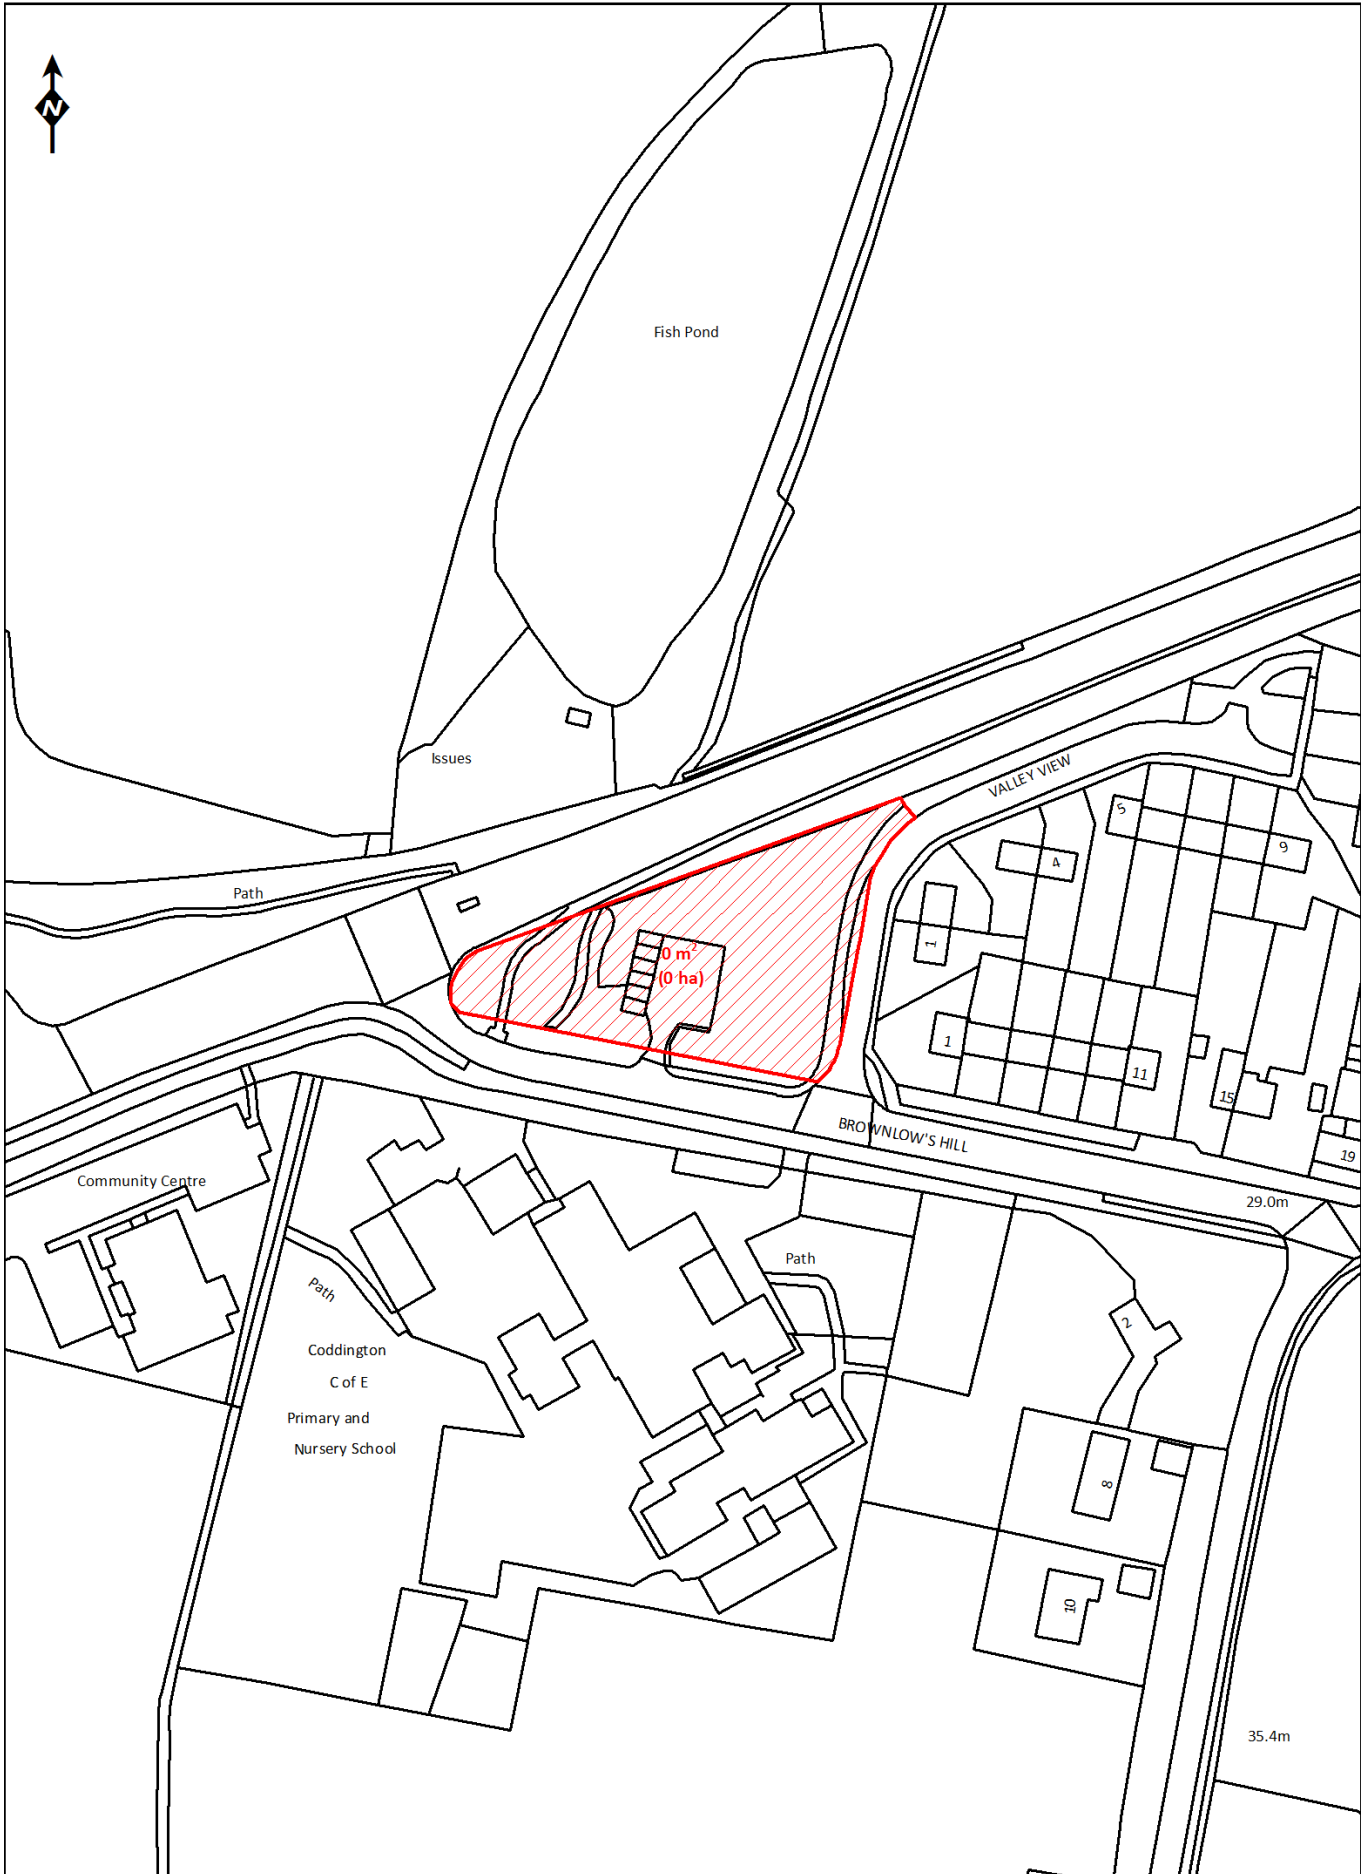 N
Fish Pond
Issues
VALLEY VIEW
5
4
9
Path
1
0 m²
(0 ha)
1
11
15
BROWNLOW'S HILL
19
Community Centre
29.0m
Path
Path
2
Coddington
C of E
Primary and
Nursery School
8
10
35.4m